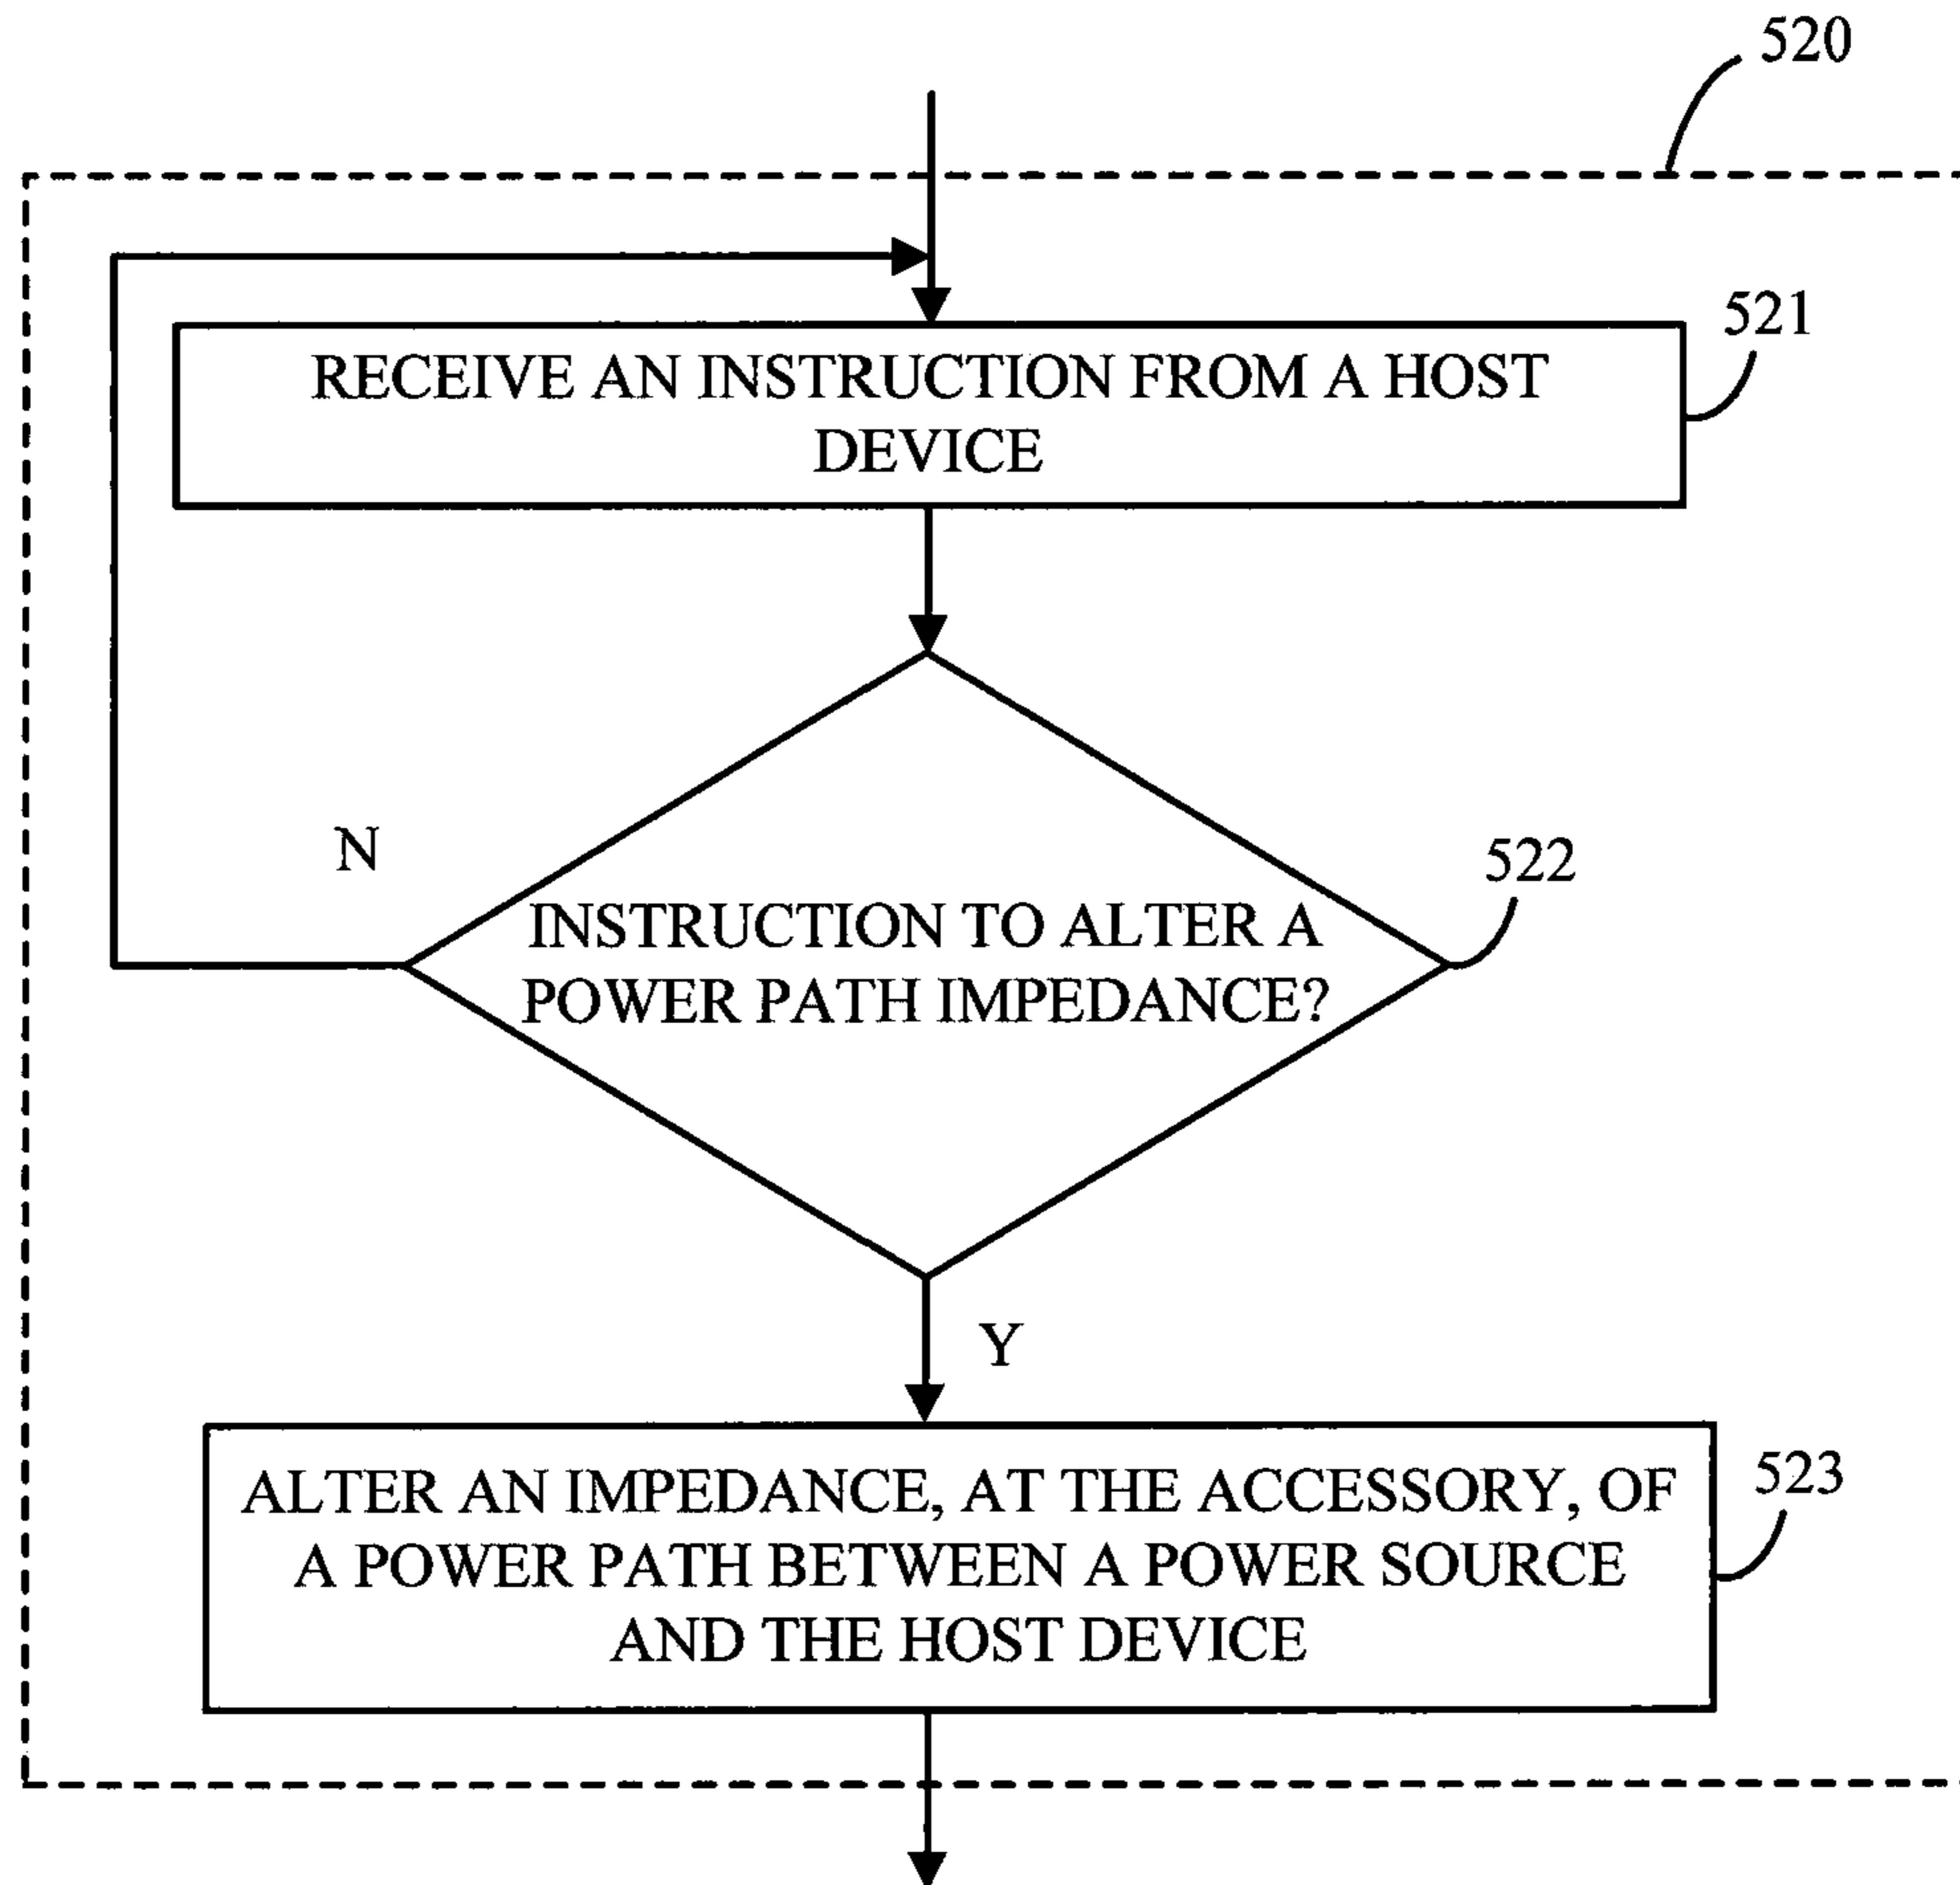 520
521
RECEIVE AN INSTRUCTION FROM A HOST
DEVICE
N
522
INSTRUCTION TO ALTER A
POWER PATH IMPEDANCE?
Y
523
ALTER AN IMPEDANCE, AT THE ACCESSORY, OF
A POWER PATH BETWEEN A POWER SOURCE
AND THE HOST DEVICE